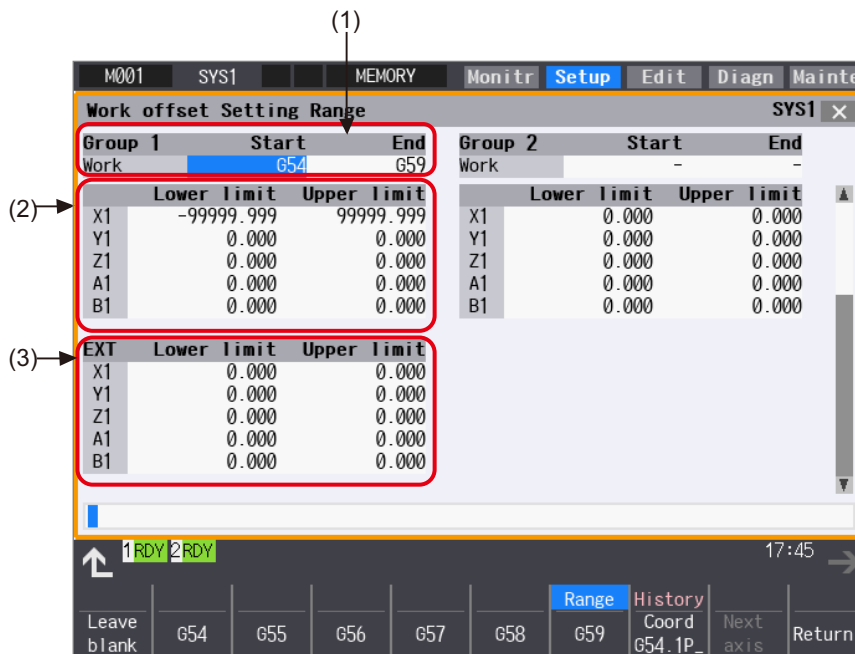 (1)
M001 SYS1 MEMORY Monitr Setup Edit Diagn Mainte
Work offset Setting Range SYS1
Group 1 Start End
Work G54 G59
Group 2 Start End
Work - -
(2)
Lower limit Upper limit
X1 -99999.999 99999.999
Y1 0.000 0.000
Z1 0.000 0.000
A1 0.000 0.000
B1 0.000 0.000
Lower limit Upper limit
X1 0.000 0.000
Y1 0.000 0.000
Z1 0.000 0.000
A1 0.000 0.000
B1 0.000 0.000
(3)
EXT Lower limit Upper limit
X1 0.000 0.000
Y1 0.000 0.000
Z1 0.000 0.000
A1 0.000 0.000
B1 0.000 0.000
1RDY 2RDY 17:45
Range History
Leave blank
G54
G55
G56
G57
G58
G59
Coord
G54.1P_
Next
axis
Return